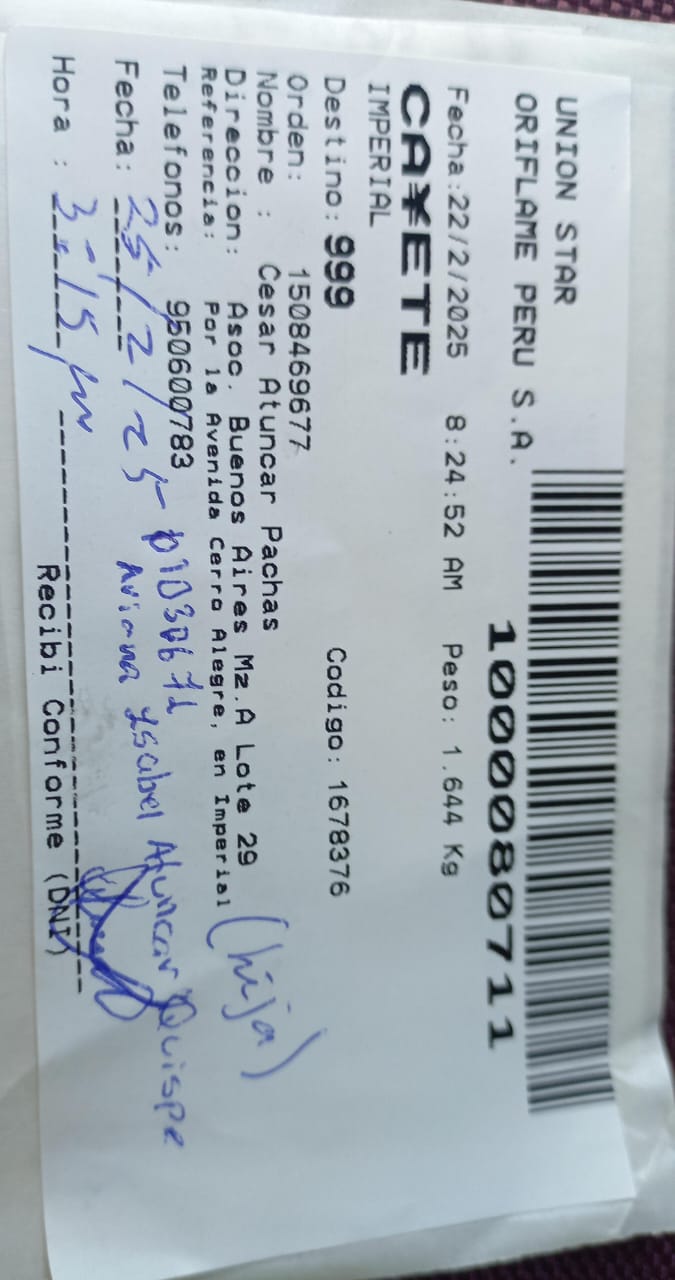 UNION STAR
ORIFLAME PERU S.A.
1000080711
Fecha:22/2/2025 8:24:52 AM Peso: 1.644 Kg
CA¥ETE
IMPERIAL
Destino: 999 Codigo: 1678376
Orden: 1508469677
Nombre : Cesar Atuncar Pachas
Direccion: Asoc. Buenos Aires Mz.A Lote 29
Referencia: Por la Avenida Cerro Alegre, en Imperial
(hija)
Telefonos: 950600783
Fecha: 25/2/25
Ysabel Atuncar Quispe
Hora : 3:15 pm
Recibi Conforme (DNI)